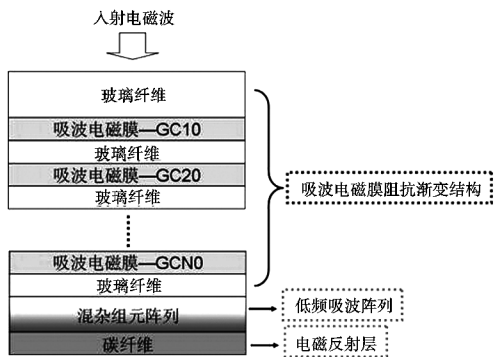 入射电磁波
玻璃纤维
吸波电磁膜—GC10
玻璃纤维
吸波电磁膜—GC20
玻璃纤维
吸波电磁膜阻抗渐变结构
吸波电磁膜—GCN0
玻璃纤维
混杂组元阵列
低频吸波阵列
碳纤维
电磁反射层